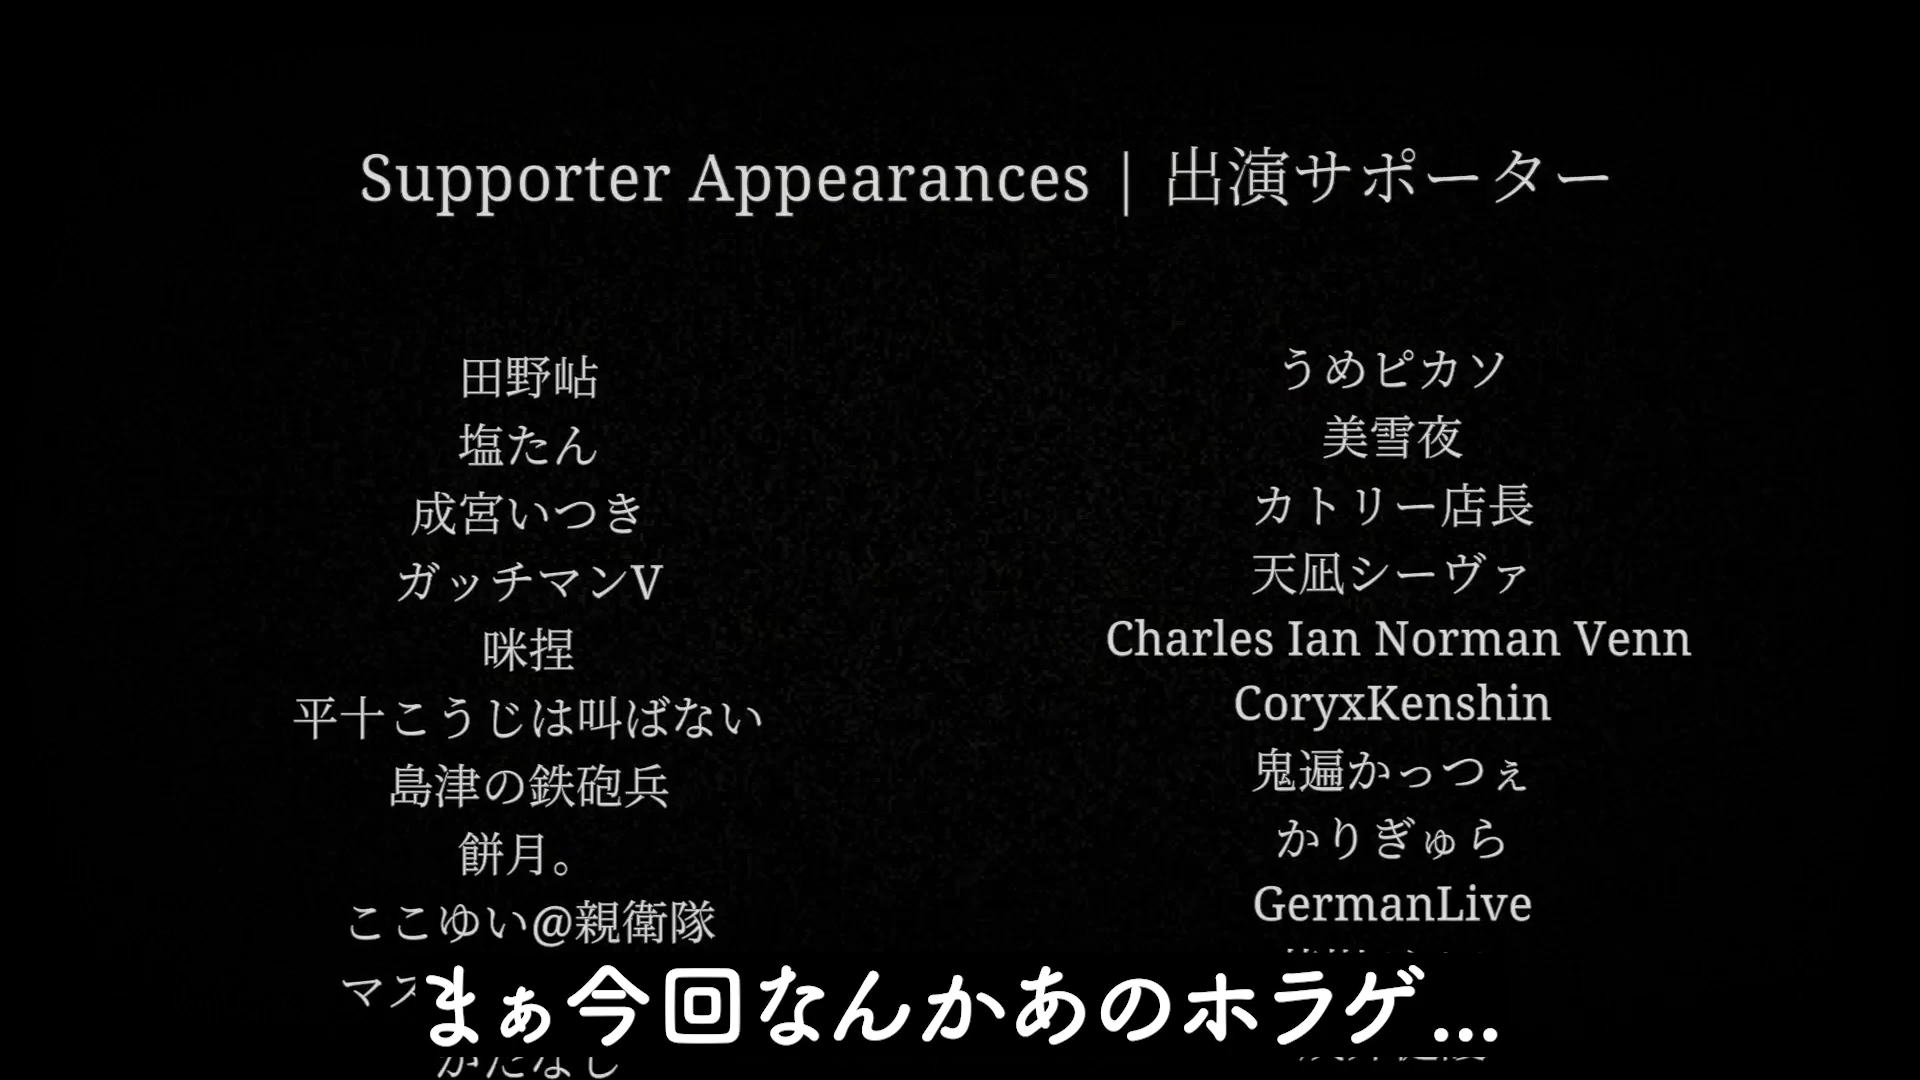 Supporter Appearances | 出演サポーター
田野岾
塩たん
成宮いつき
ガッチマンV
咪捏
平十こうじは叫ばない
島津の鉄砲兵
餅月。
ここゆい@親衛隊
うめピカソ
美雪夜
カトリー店長
天凪シーヴァ
Charles Ian Norman Venn
CoryxKenshin
鬼遍かっつぇ
かりぎゅら
GermanLive
まぁ今回なんかあのホラゲ...